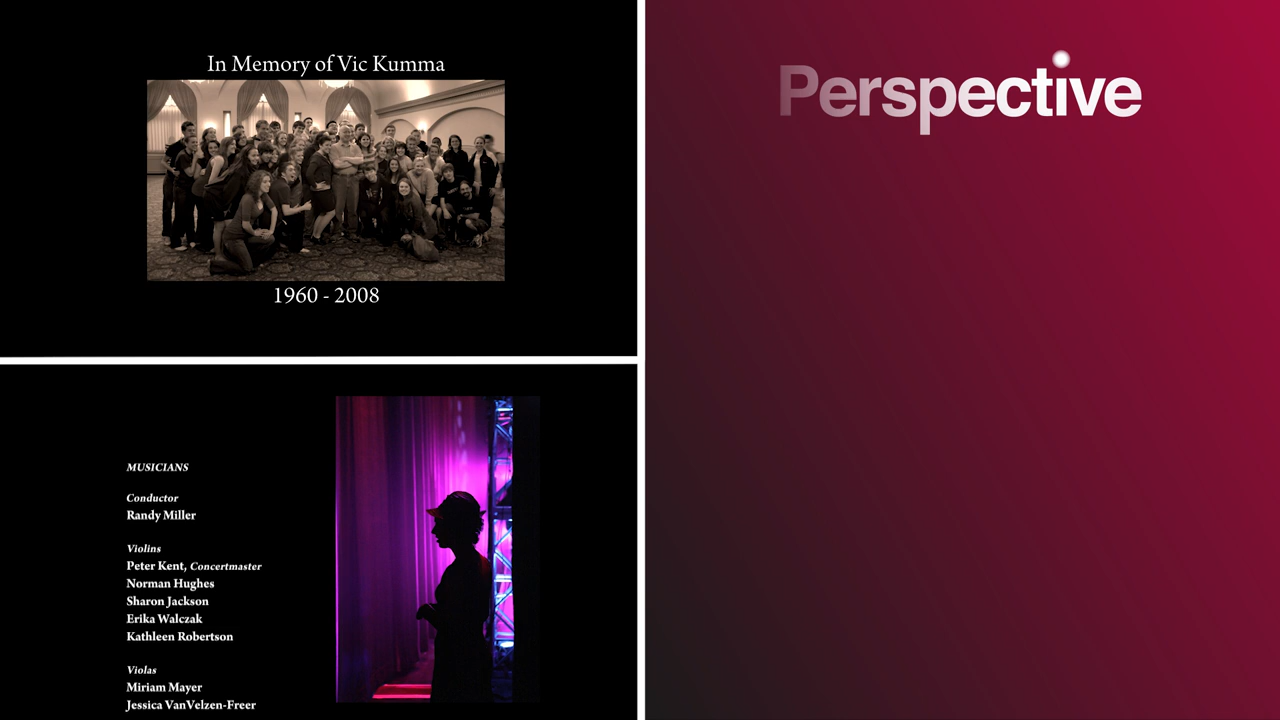 In Memory of Vic Kumma
1960 - 2008
MUSICIANS
Conductor
Randy Miller
Violins
Peter Kent, Concertmaster
Norman Hughes
Sharon Jackson
Erika Walczak
Kathleen Robertson
Violas
Miriam Mayer
Jessica VanVelzen-Freer
Perspective